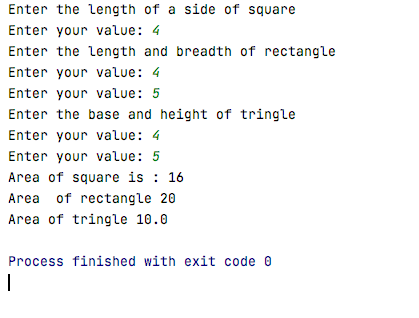 Enter the length of a side of square
Enter your value: 4
Enter the length and breadth of rectangle
Enter your value: 4
Enter your value: 5
Enter the base and height of tringle
Enter your value: 4
Enter your value: 5
Area of square is : 16
Area  of rectangle 20
Area of tringle 10.0
Process finished with exit code 0